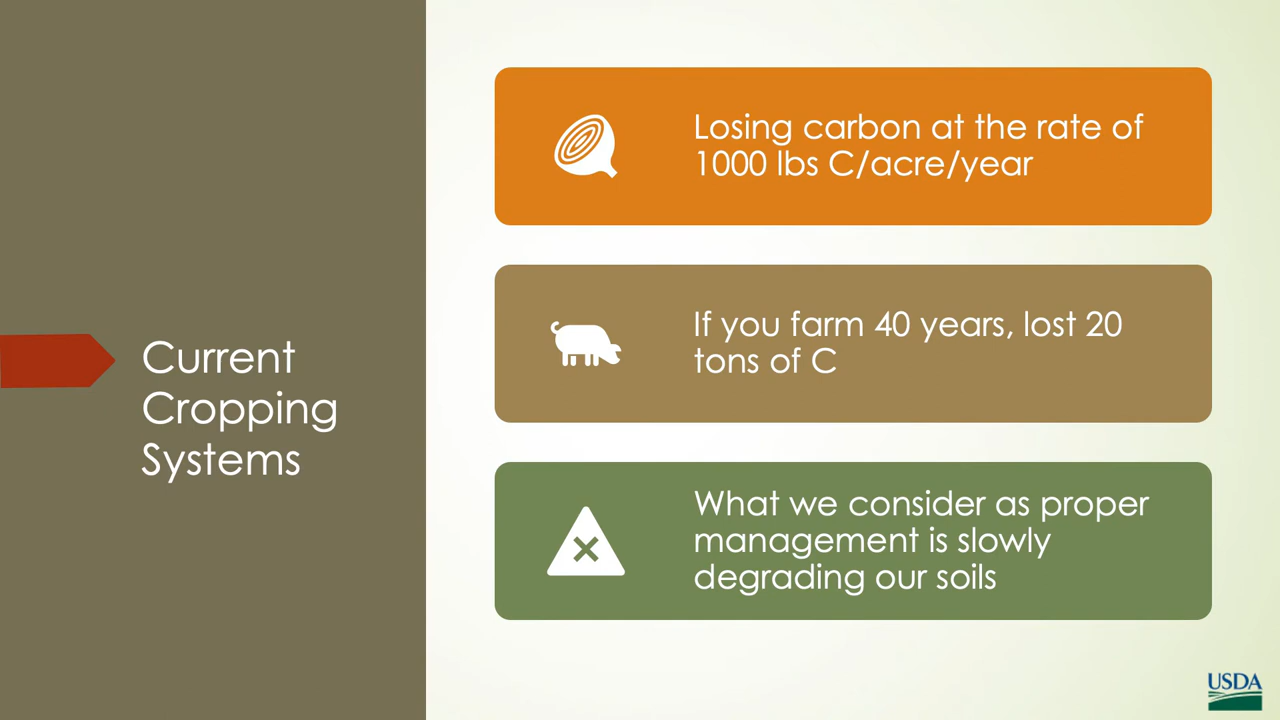 Current
Cropping
Systems
Losing carbon at the rate of
1000 lbs C/acre/year
If you farm 40 years, lost 20
tons of C
What we consider as proper
management is slowly
degrading our soils
USDA